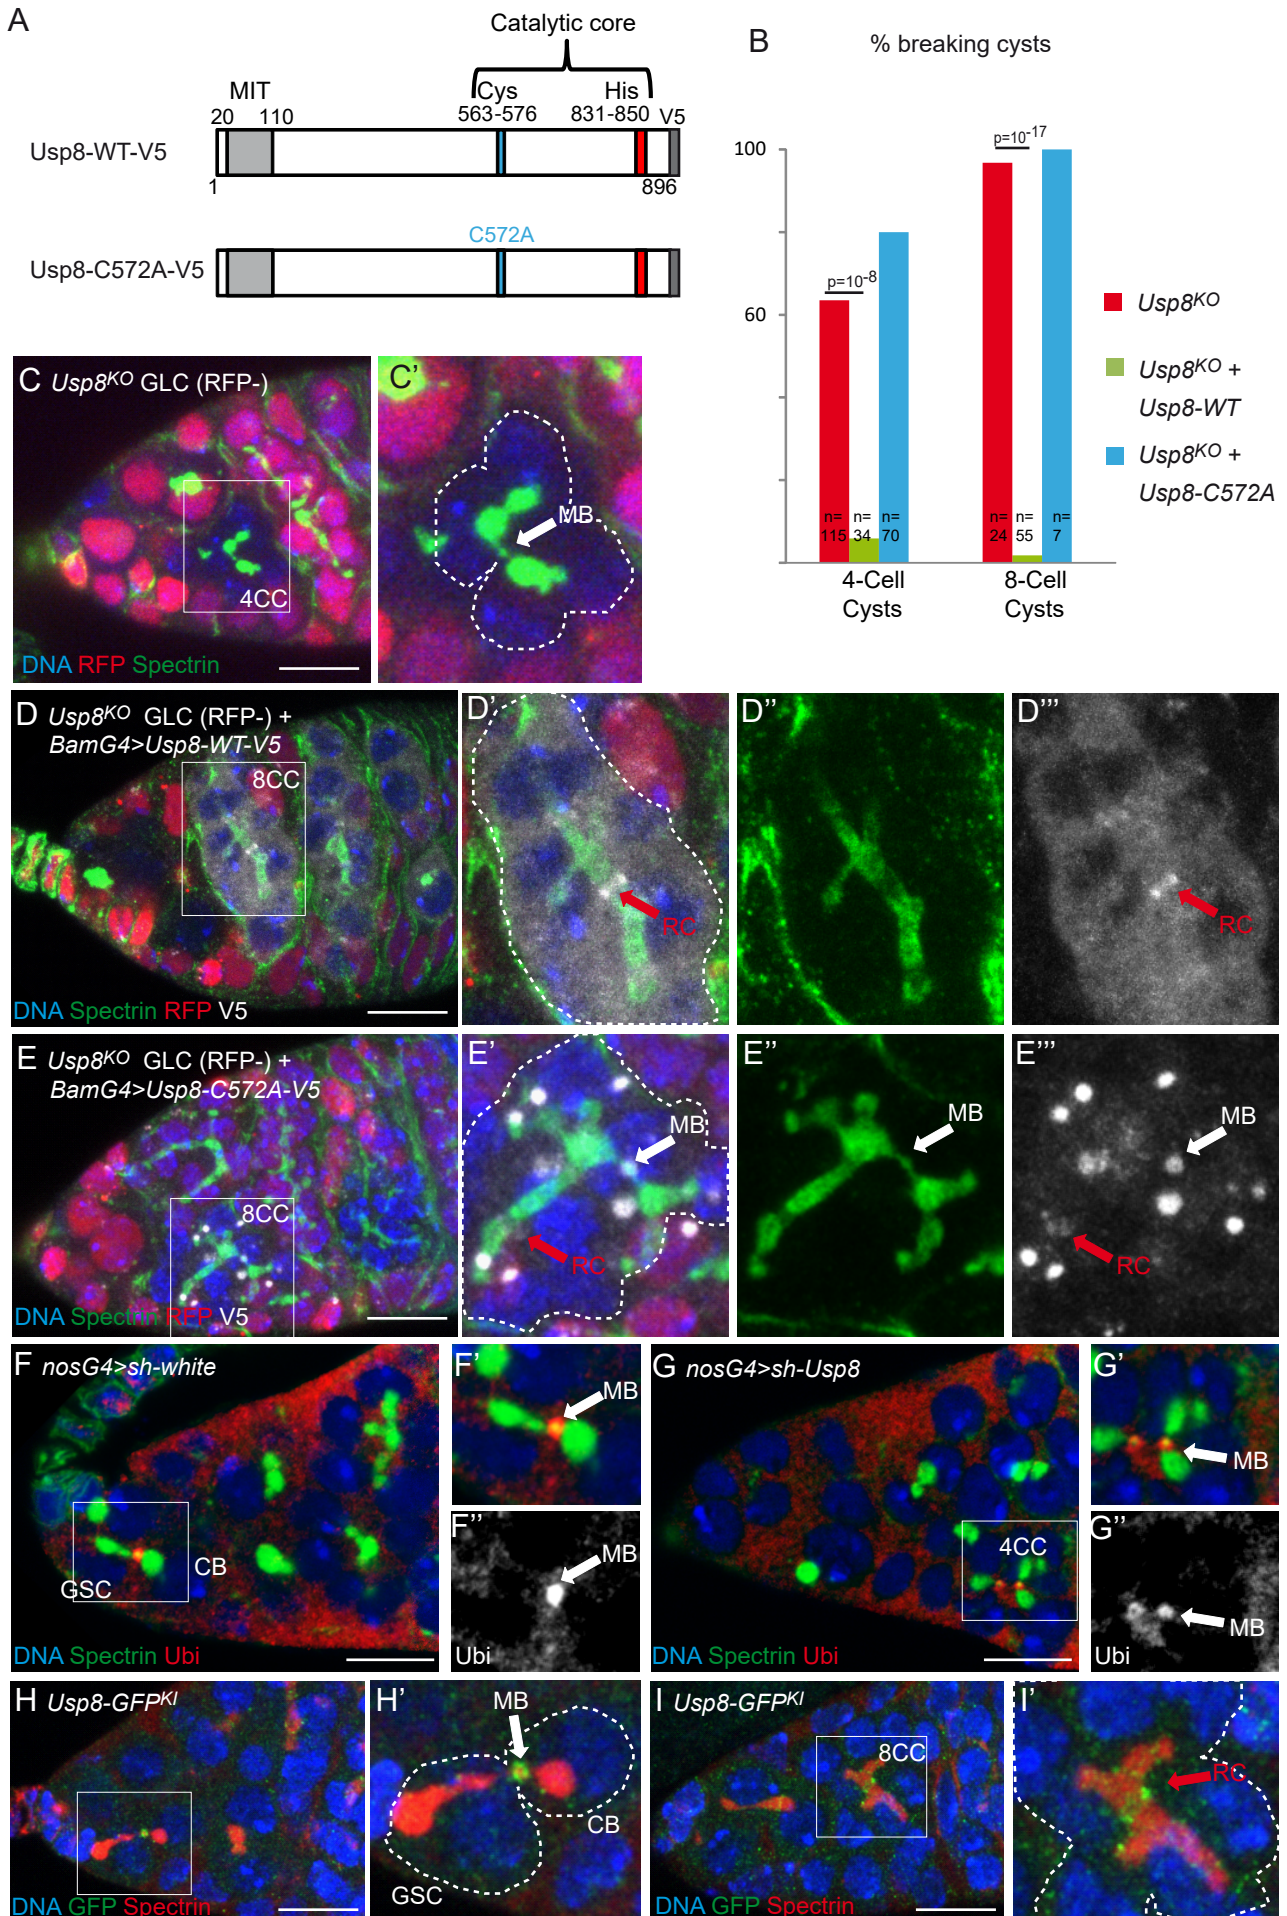 A
Catalytic core
MIT
Cys
His
20 110
563-576
831-850
V5
Usp8-WT-V5
1
896
C572A
Usp8-C572A-V5
B
% breaking cysts
100
60
p=10-8
p=10-17
n= 115
n= 34
n= 70
n= 24
n= 55
n= 7
4-Cell Cysts
8-Cell Cysts
Usp8KO
Usp8KO +
Usp8-WT
Usp8KO +
Usp8-C572A
C Usp8KO GLC (RFP-)
4CC
DNA RFP Spectrin
C'
MB
D Usp8KO GLC (RFP-) +
BamG4>Usp8-WT-V5
8CC
DNA Spectrin RFP V5
D'
RC
D''
D'''
RC
E Usp8KO GLC (RFP-) +
BamG4>Usp8-C572A-V5
8CC
DNA Spectrin RFP V5
E'
MB
RC
E''
MB
E'''
MB
RC
F nosG4>sh-white
GSC
CB
DNA Spectrin Ubi
F'
MB
F''
MB
Ubi
G nosG4>sh-Usp8
4CC
DNA Spectrin Ubi
G'
MB
G''
MB
Ubi
H Usp8-GFPKI
DNA GFP Spectrin
H'
MB
CB
GSC
I Usp8-GFPKI
8CC
DNA GFP Spectrin
I'
RC